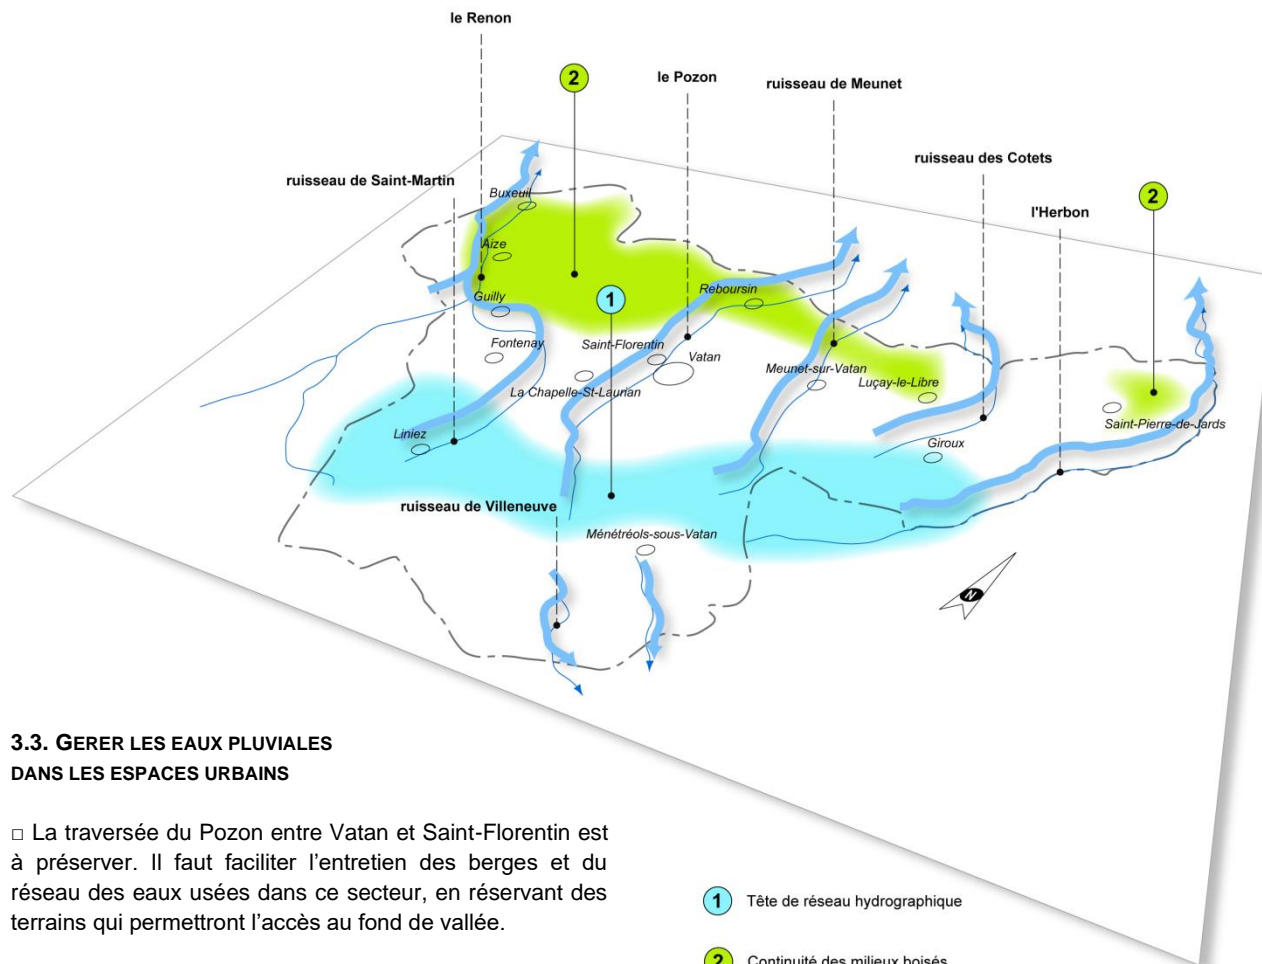 le Renon
2
le Pozon
ruisseau de Meunet
ruisseau des Cotets
ruisseau de Saint-Martin
2
Buxeuil
l'Herbon
Aize
Guilly
1
Reboursin
Fontenay
Saint-Florentin
Vatan
Meunet-sur-Vatan
Luçay-le-Libre
La Chapelle-St-Laurian
Saint-Pierre-de-Jards
Liniez
Giroux
ruisseau de Villeneuve
Ménétréols-sous-Vatan
N
3.3. GERER LES EAUX PLUVIALES
DANS LES ESPACES URBAINS
□ La traversée du Pozon entre Vatan et Saint-Florentin est
à préserver. Il faut faciliter l’entretien des berges et du
réseau des eaux usées dans ce secteur, en réservant des
terrains qui permettront l’accès au fond de vallée.
1 Tête de réseau hydrographique
2 Continuité des milieux boisés